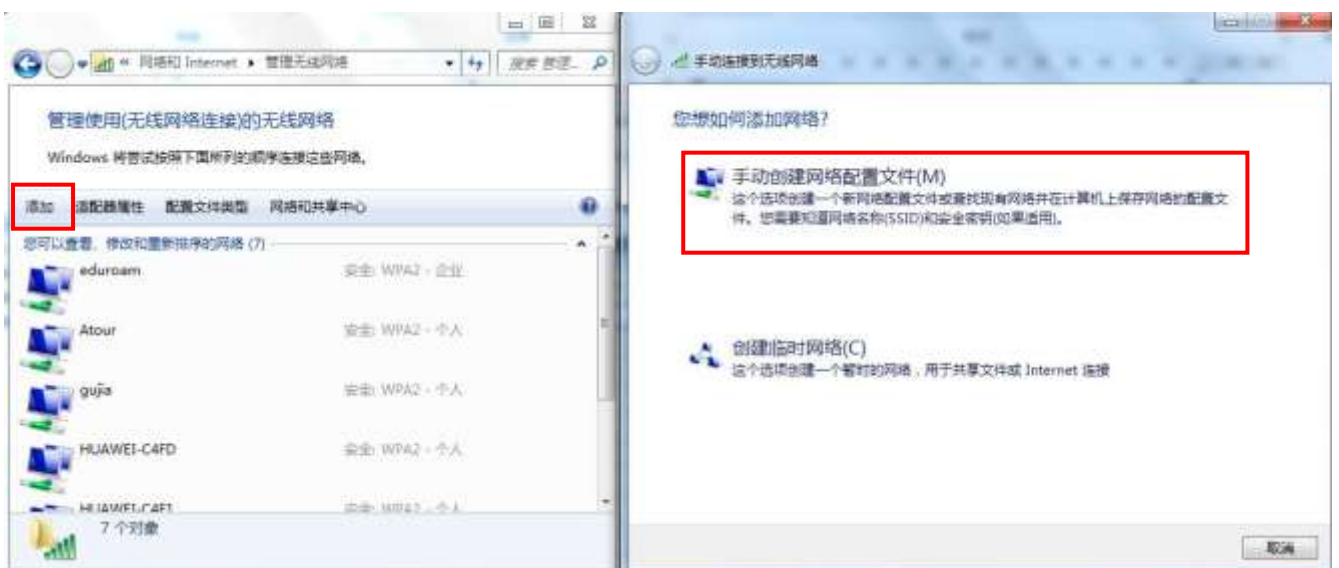 « 网络和 Internet ▸ 管理无线网络
搜索 管理...
管理使用(无线网络连接)的无线网络
Windows 将尝试按照下面所列的顺序连接这些网络。
添加 适配器属性 配置文件类型 网络和共享中心
您可以查看、修改和重新排序的网络 (7)
eduroam 安全: WPA2 - 企业
Atour 安全: WPA2 - 个人
gujia 安全: WPA2 - 个人
HUAWEI-C4FD 安全: WPA2 - 个人
HUAWEI-C4F1 安全: WPA2 - 个人
7 个对象
手动连接到无线网络
您想如何添加网络?
手动创建网络配置文件(M)
这个选项创建一个新网络配置文件或查找现有网络并在计算机上保存网络的配置文
件。您需要知道网络名称(SSID)和安全密钥(如果适用)。
创建临时网络(C)
这个选项创建一个暂时的网络，用于共享文件或 Internet 连接
取消